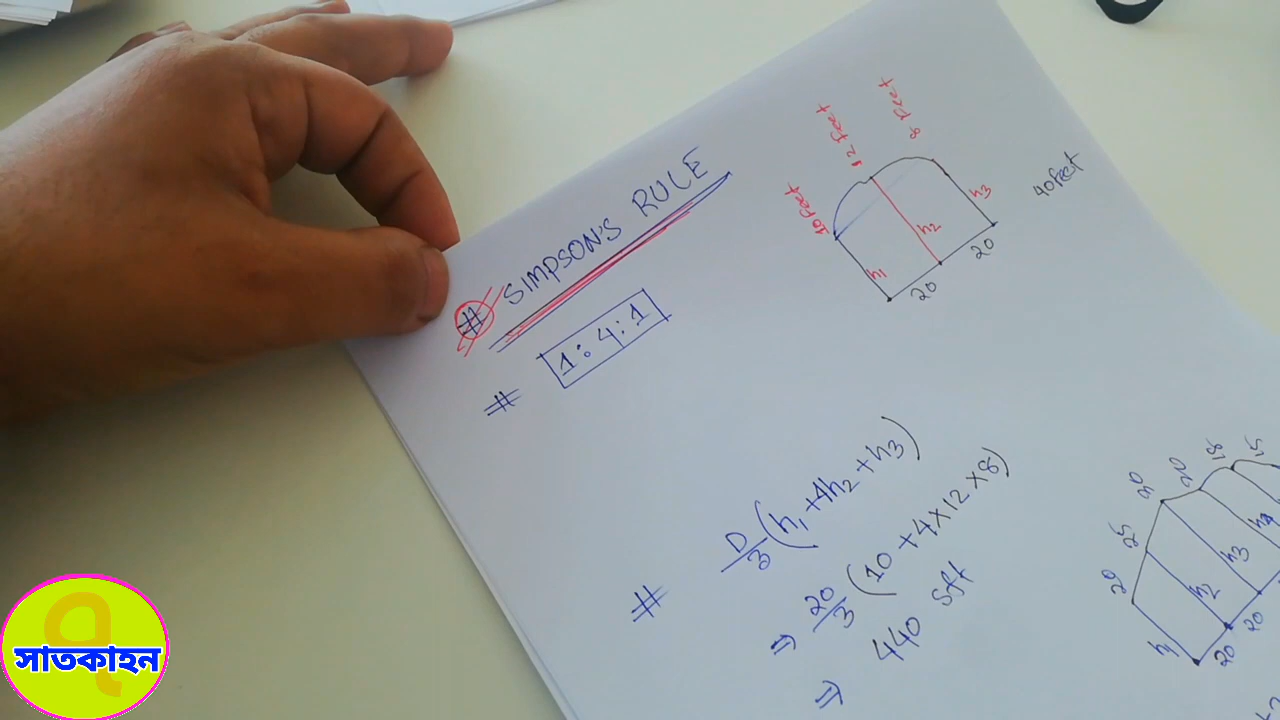 # SIMPSON'S RULE
# 1:4:1
10 Feet
12 Feet
8 Feet
h1
h2
h3
20
20
40 feet
# D/3 (h1+4h2+h3)
⇒ 20/3 (10+4×12×8)
⇒ 440 Sft
20
25
30
20
18
15
h1
h2
h3
h4
20
20
সাতকাহন